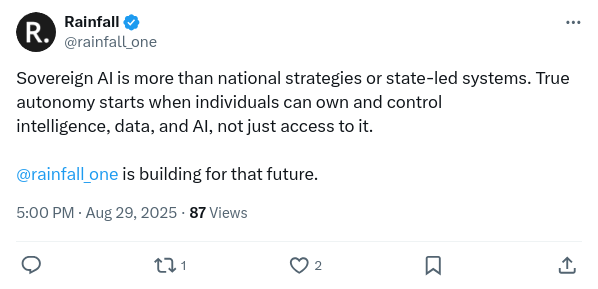 R.
Rainfall
@rainfall_one
Sovereign AI is more than national strategies or state-led systems. True
autonomy starts when individuals can own and control
intelligence, data, and AI, not just access to it.
@rainfall_one is building for that future.
5:00 PM · Aug 29, 2025 · 87 Views
1
2